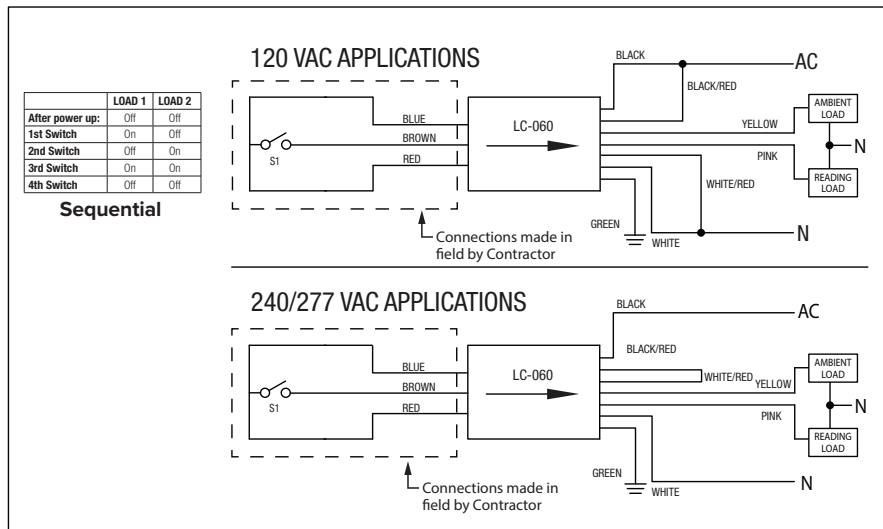 120 VAC APPLICATIONS
LOAD 1 LOAD 2
After power up: Off Off
1st Switch On Off
2nd Switch Off On
3rd Switch On On
4th Switch Off Off
Sequential
S1
BLUE
BROWN
RED
LC-060
BLACK
AC
BLACK/RED
YELLOW
AMBIENT
LOAD
N
PINK
READING
LOAD
WHITE/RED
GREEN
WHITE
N
Connections made in
field by Contractor
240/277 VAC APPLICATIONS
S1
BLUE
BROWN
RED
LC-060
BLACK
AC
BLACK/RED
WHITE/RED
YELLOW
AMBIENT
LOAD
N
PINK
READING
LOAD
GREEN
WHITE
N
Connections made in
field by Contractor